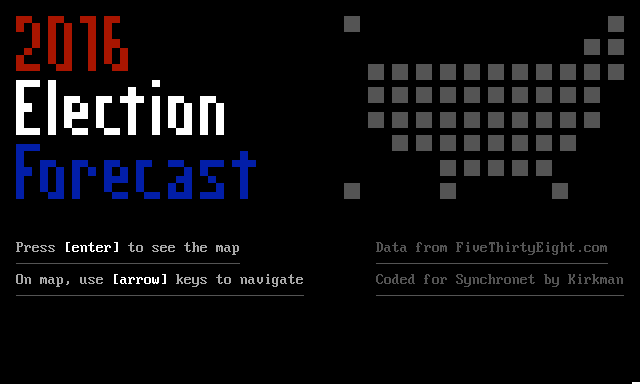 2016
Election
Forecast
Press [enter] to see the map
On map, use [arrow] keys to navigate
Data from FiveThirtyEight.com
Coded for Synchronet by Kirkman